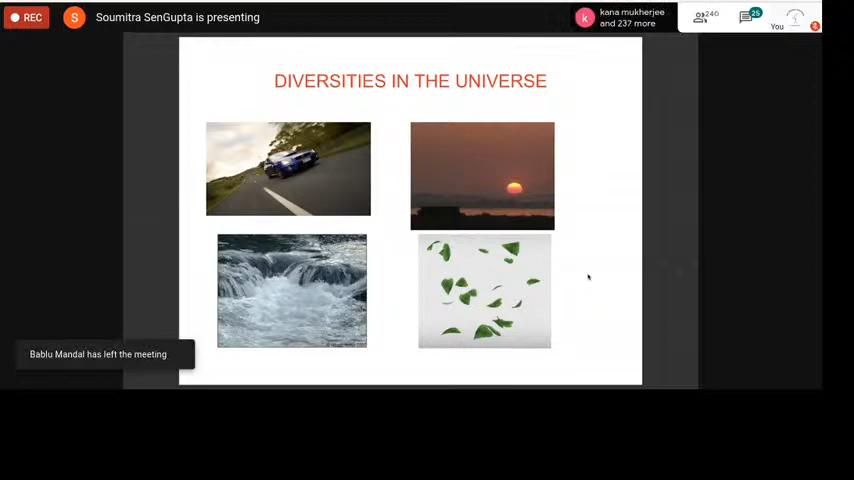 REC
S
Soumitra SenGupta is presenting
k
kana mukherjee
and 237 more
240
25
You
DIVERSITIES IN THE UNIVERSE
Bablu Mandal has left the meeting